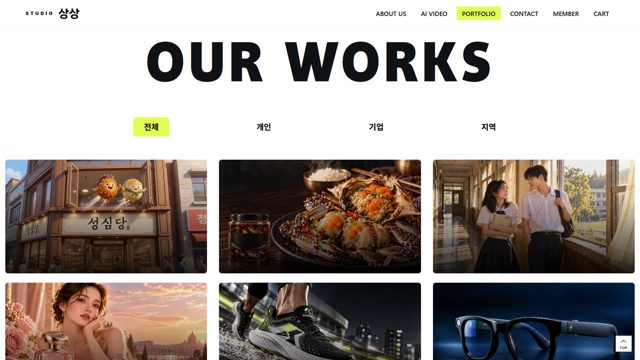 STUDIO 상상
ABOUT US AI VIDEO PORTFOLIO CONTACT MEMBER CART
OUR WORKS
전체 개인 기업 지역
성심당
TOP